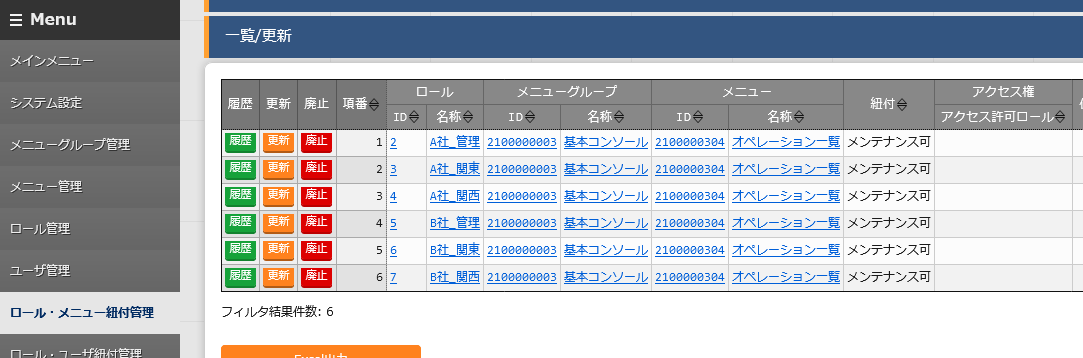 ☰ Menu
メインメニュー
システム設定
メニューグループ管理
メニュー管理
ロール管理
ユーザ管理
ロール・メニュー紐付管理
ロール・ユーザ紐付管理
一覧/更新
履歴 更新 廃止 項番 ロール メニューグループ メニュー 紐付 アクセス権
ID 名称 ID 名称 ID 名称 アクセス許可ロール
履歴 更新 廃止 1 2 A社_管理 2100000003 基本コンソール 2100000304 オペレーション一覧 メンテナンス可
履歴 更新 廃止 2 3 A社_関東 2100000003 基本コンソール 2100000304 オペレーション一覧 メンテナンス可
履歴 更新 廃止 3 4 A社_関西 2100000003 基本コンソール 2100000304 オペレーション一覧 メンテナンス可
履歴 更新 廃止 4 5 B社_管理 2100000003 基本コンソール 2100000304 オペレーション一覧 メンテナンス可
履歴 更新 廃止 5 6 B社_関東 2100000003 基本コンソール 2100000304 オペレーション一覧 メンテナンス可
履歴 更新 廃止 6 7 B社_関西 2100000003 基本コンソール 2100000304 オペレーション一覧 メンテナンス可
フィルタ結果件数: 6
Excel出力